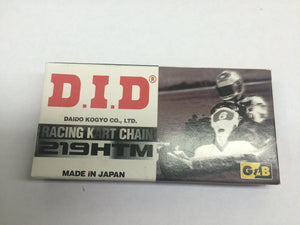 D.I.D®
DAIDO KOGYO CO., LTD.
RACING KART CHAIN
219HTM
MADE IN JAPAN
G&B